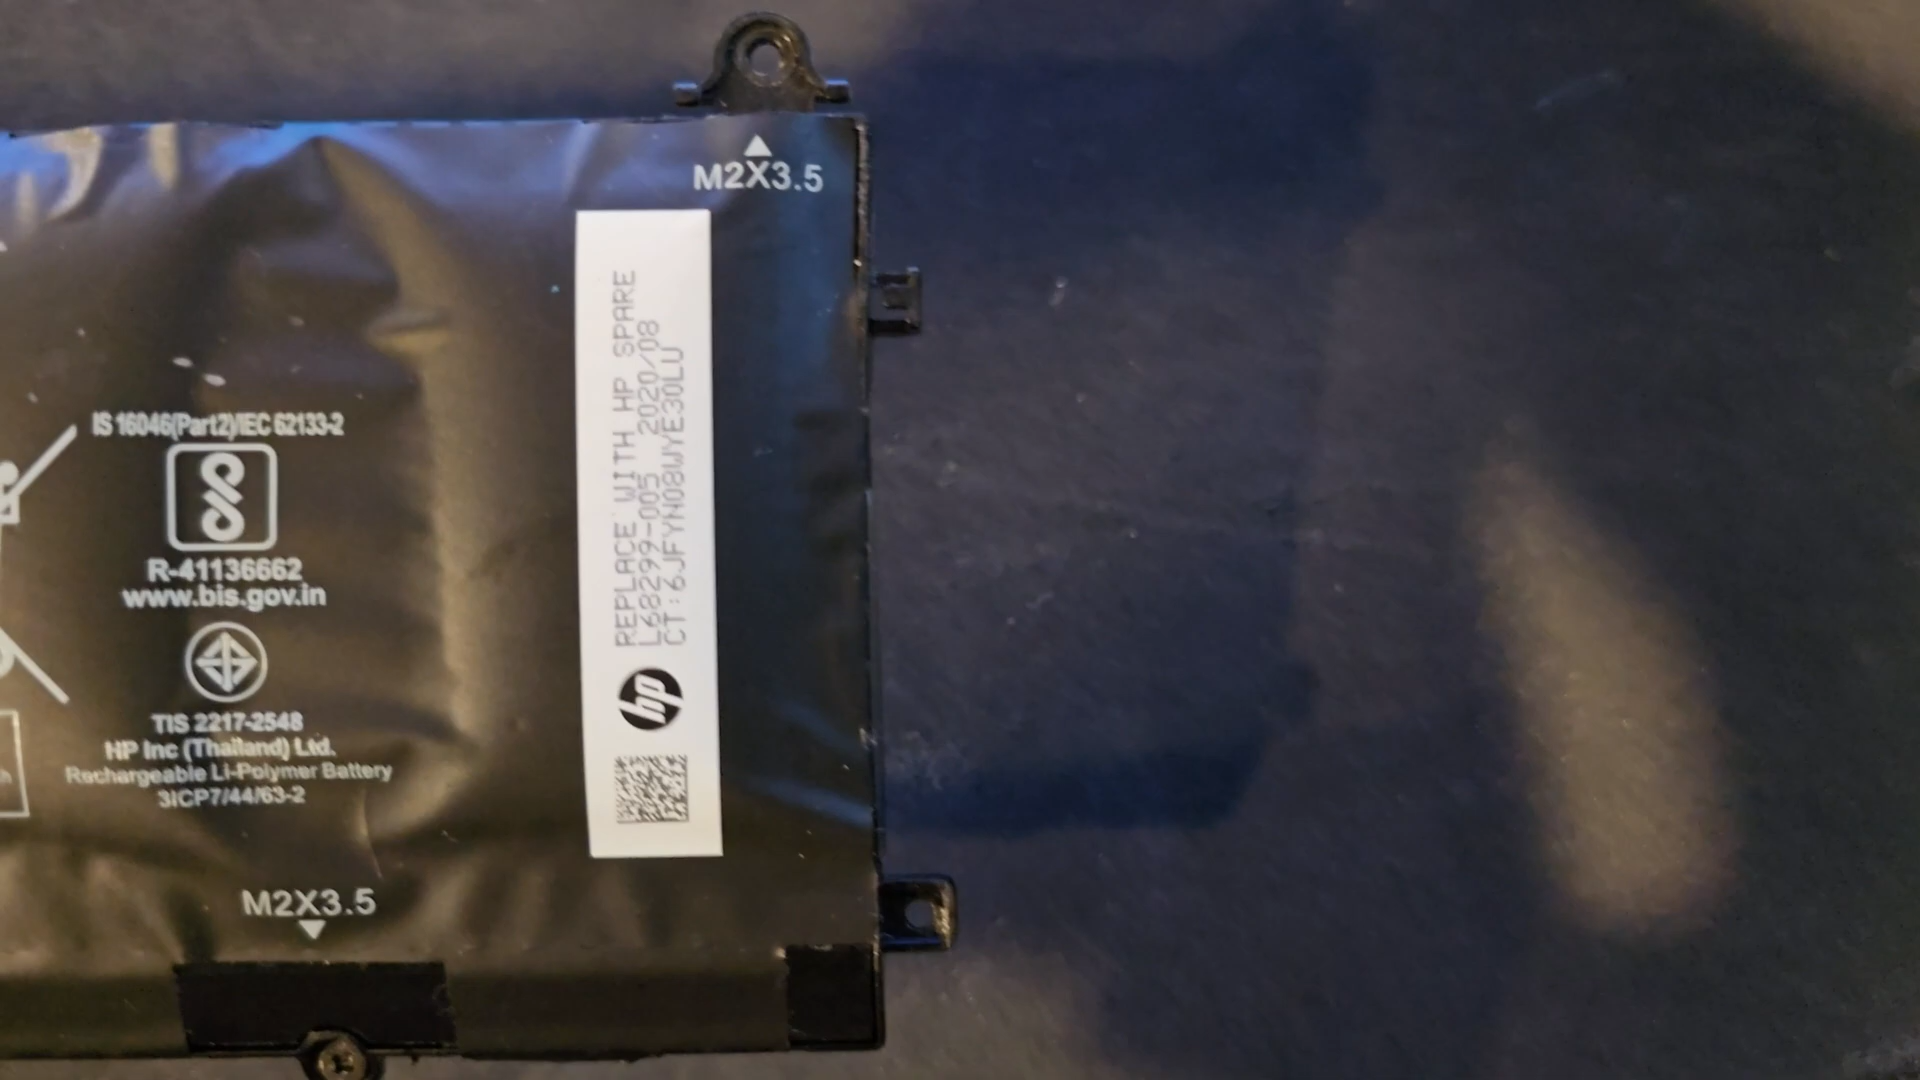 M2X3.5
IS 16046(Part2)/IEC 62133-2
R-41136662
www.bis.gov.in
TIS 2217-2548
HP Inc (Thailand) Ltd.
Rechargeable Li-Polymer Battery
3ICP7/44/63-2
M2X3.5
REPLACE WITH HP SPARE
L68299-005 2020/08
CT:6JFYN08WYE30LU
hp